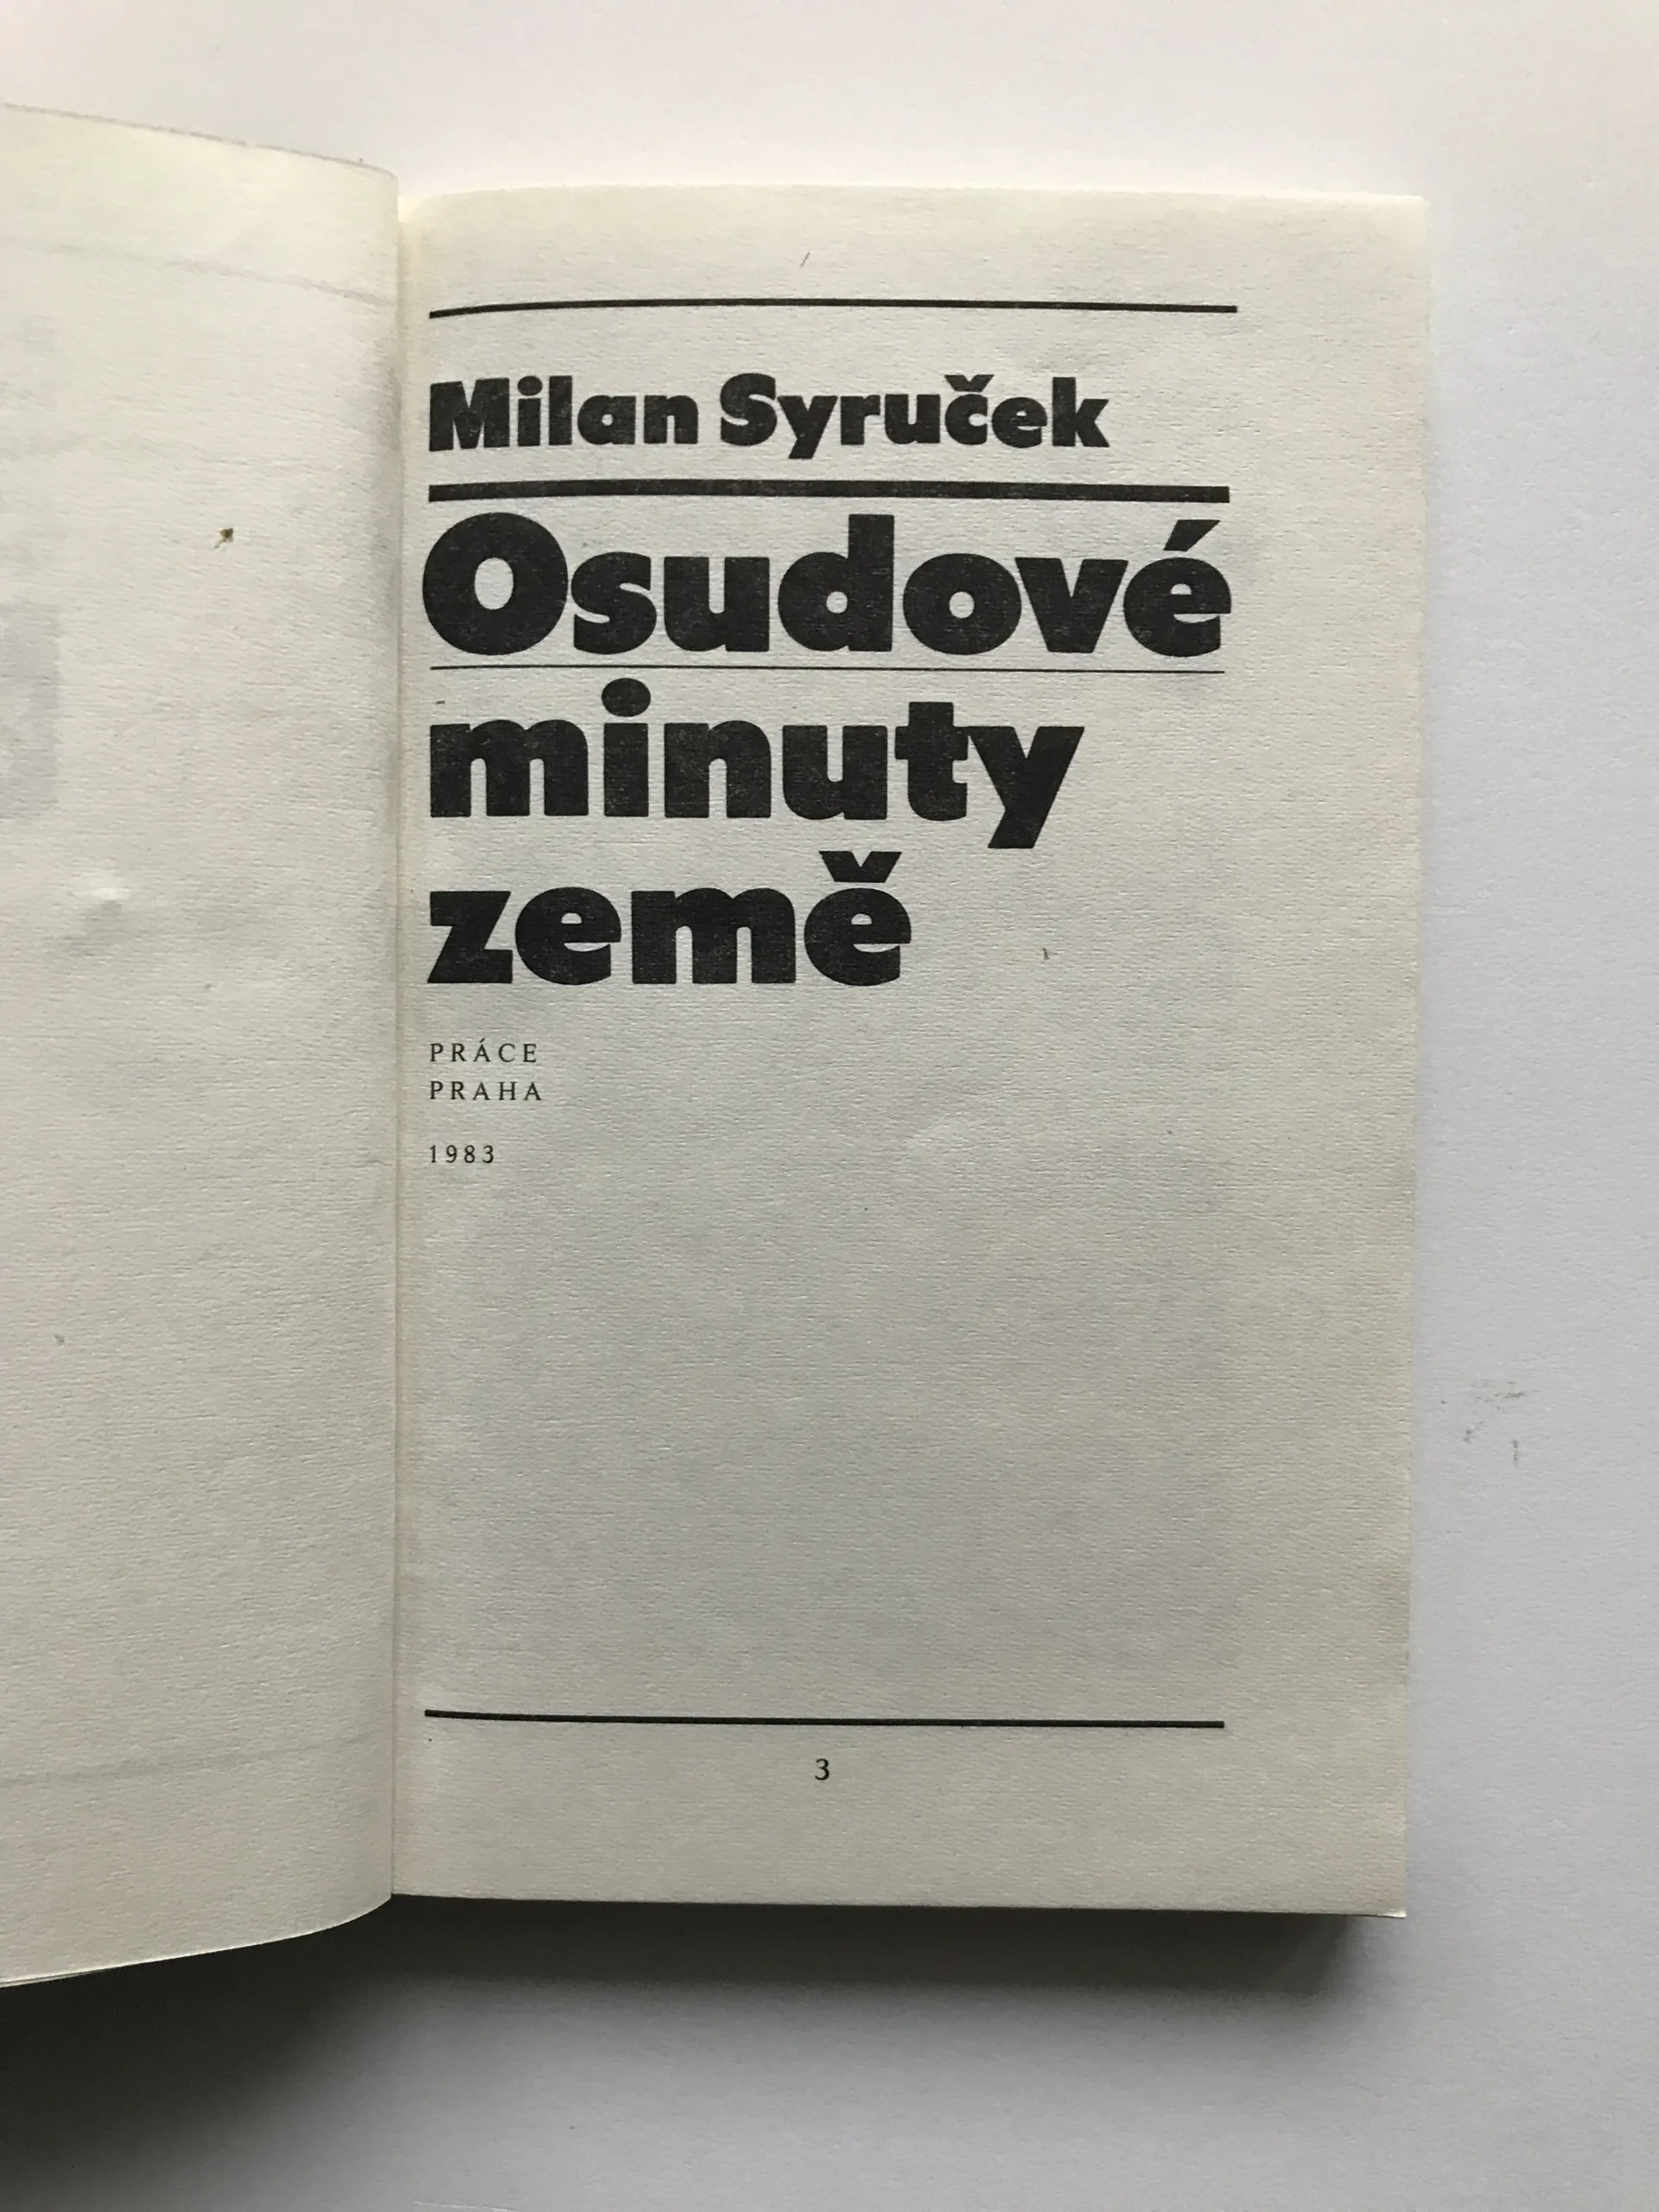 Milan Syruček
Osudové
minuty
země
PRÁCE
PRAHA
1983
3